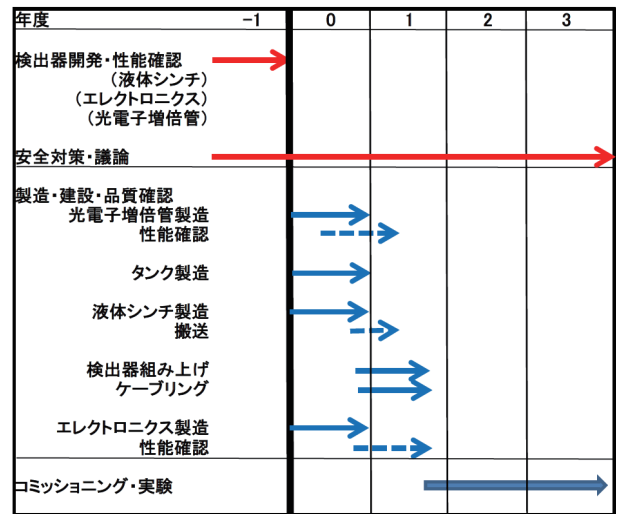 年度 -1 0 1 2 3
検出器開発・性能確認
(液体シンチ)
(エレクトロニクス)
(光電子増倍管)
安全対策・議論
製造・建設・品質確認
光電子増倍管製造
性能確認
タンク製造
液体シンチ製造
搬送
検出器組み上げ
ケーブリング
エレクトロニクス製造
性能確認
コミッショニング・実験